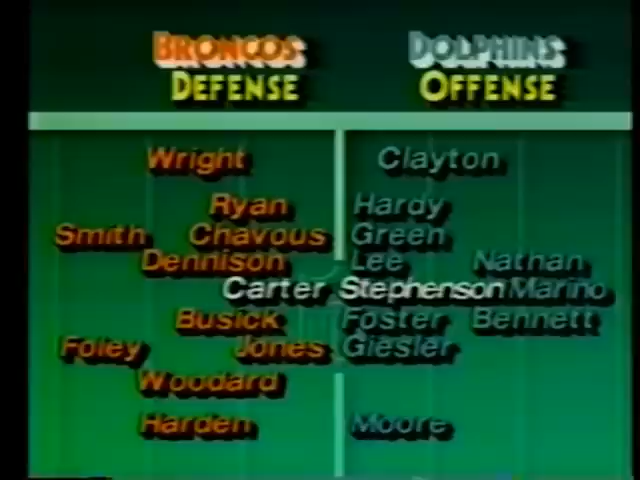 BRONCOS DOLPHINS
DEFENSE OFFENSE
Wright Clayton
Ryan Hardy
Smith Chavous Green
Dennison Lee Nathan
Carter Stephenson Marino
Busick Foster Bennett
Foley Jones Giesler
Woodard
Harden Moore